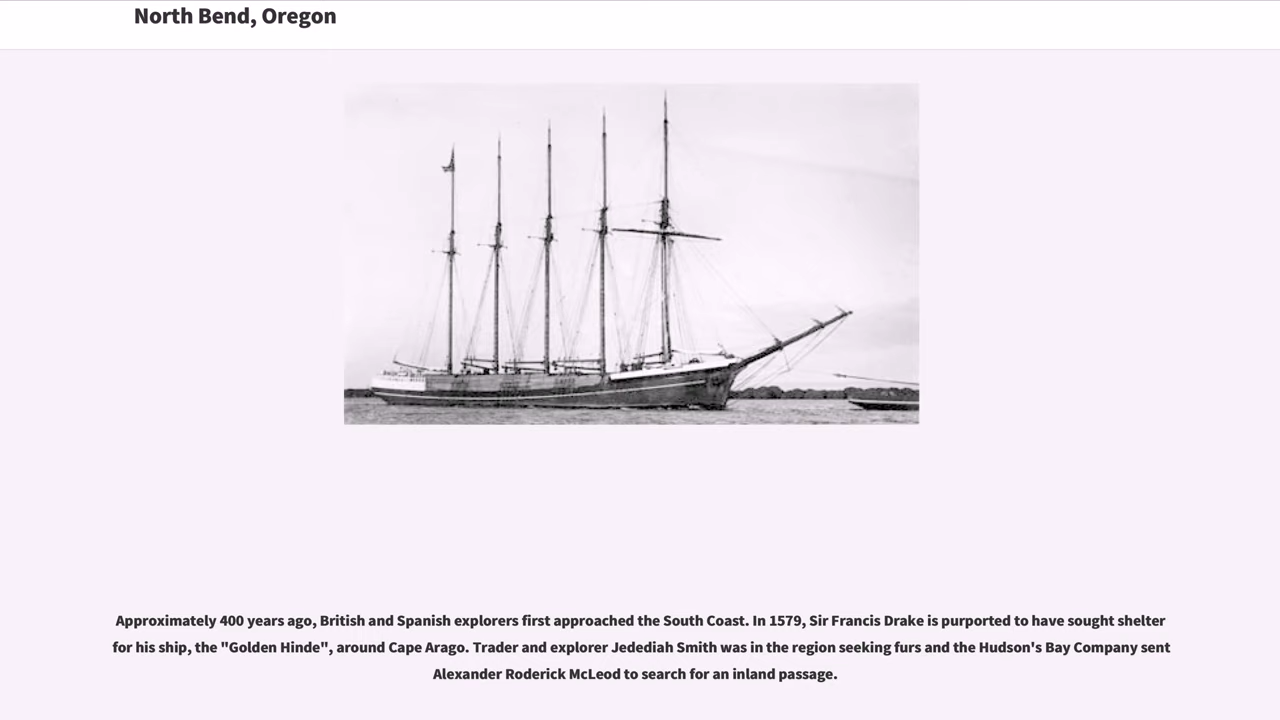 North Bend, Oregon
Approximately 400 years ago, British and Spanish explorers first approached the South Coast. In 1579, Sir Francis Drake is purported to have sought shelter
for his ship, the "Golden Hinde", around Cape Arago. Trader and explorer Jedediah Smith was in the region seeking furs and the Hudson's Bay Company sent
Alexander Roderick McLeod to search for an inland passage.